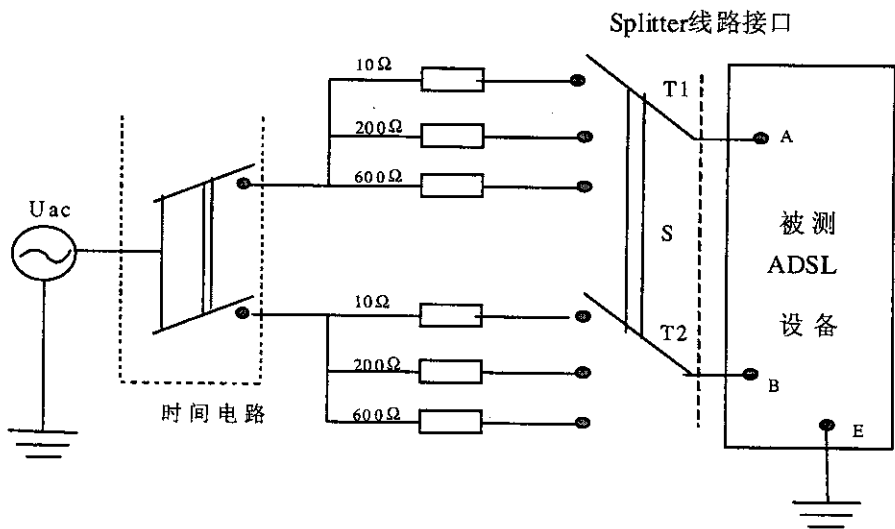 Splitter线路接口
10Ω
200Ω
600Ω
T1
A
Uac
S
被测
ADSL
设备
10Ω
200Ω
600Ω
T2
B
E
时间电路